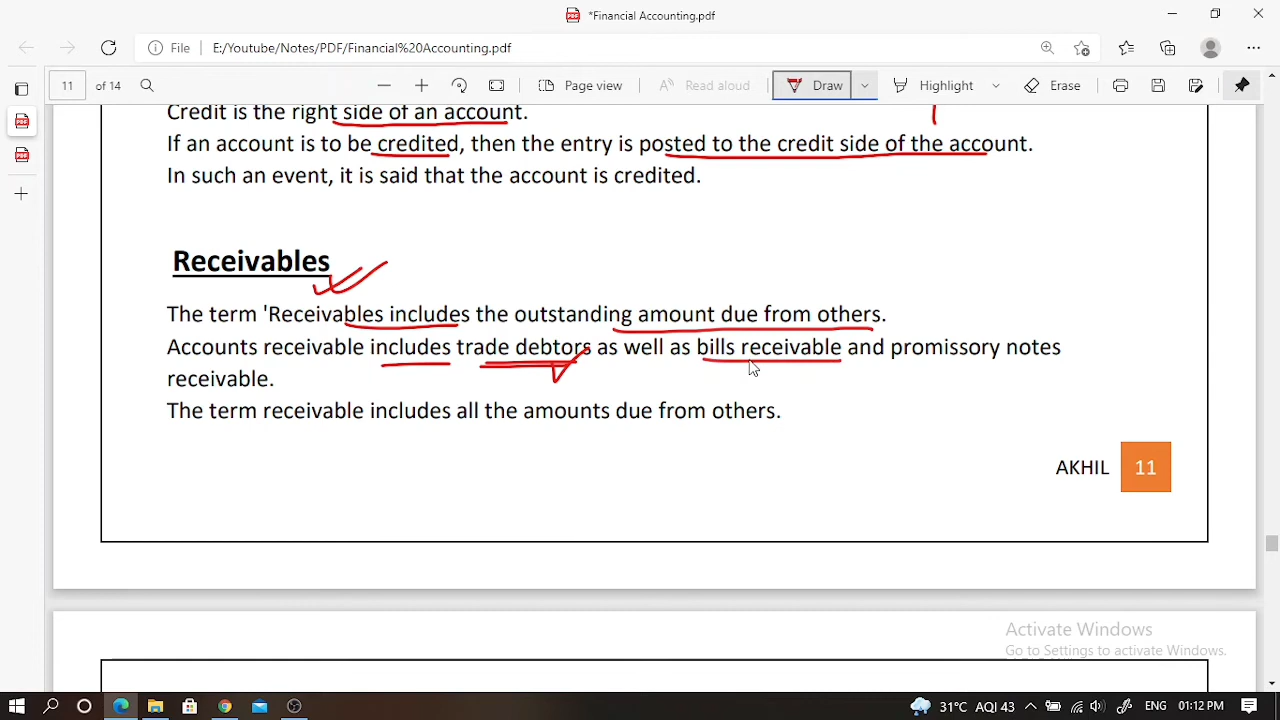 *Financial Accounting.pdf
File
E:/Youtube/Notes/PDF/Financial%20Accounting.pdf
11 of 14
Page view
Read aloud
Draw
Highlight
Erase
Credit is the right side of an account.
If an account is to be credited, then the entry is posted to the credit side of the account.
In such an event, it is said that the account is credited.
Receivables
The term 'Receivables includes the outstanding amount due from others.
Accounts receivable includes trade debtors as well as bills receivable and promissory notes
receivable.
The term receivable includes all the amounts due from others.
AKHIL 11
Activate Windows
Go to Settings to activate Windows.
31°C AQI 43 ENG 01:12 PM